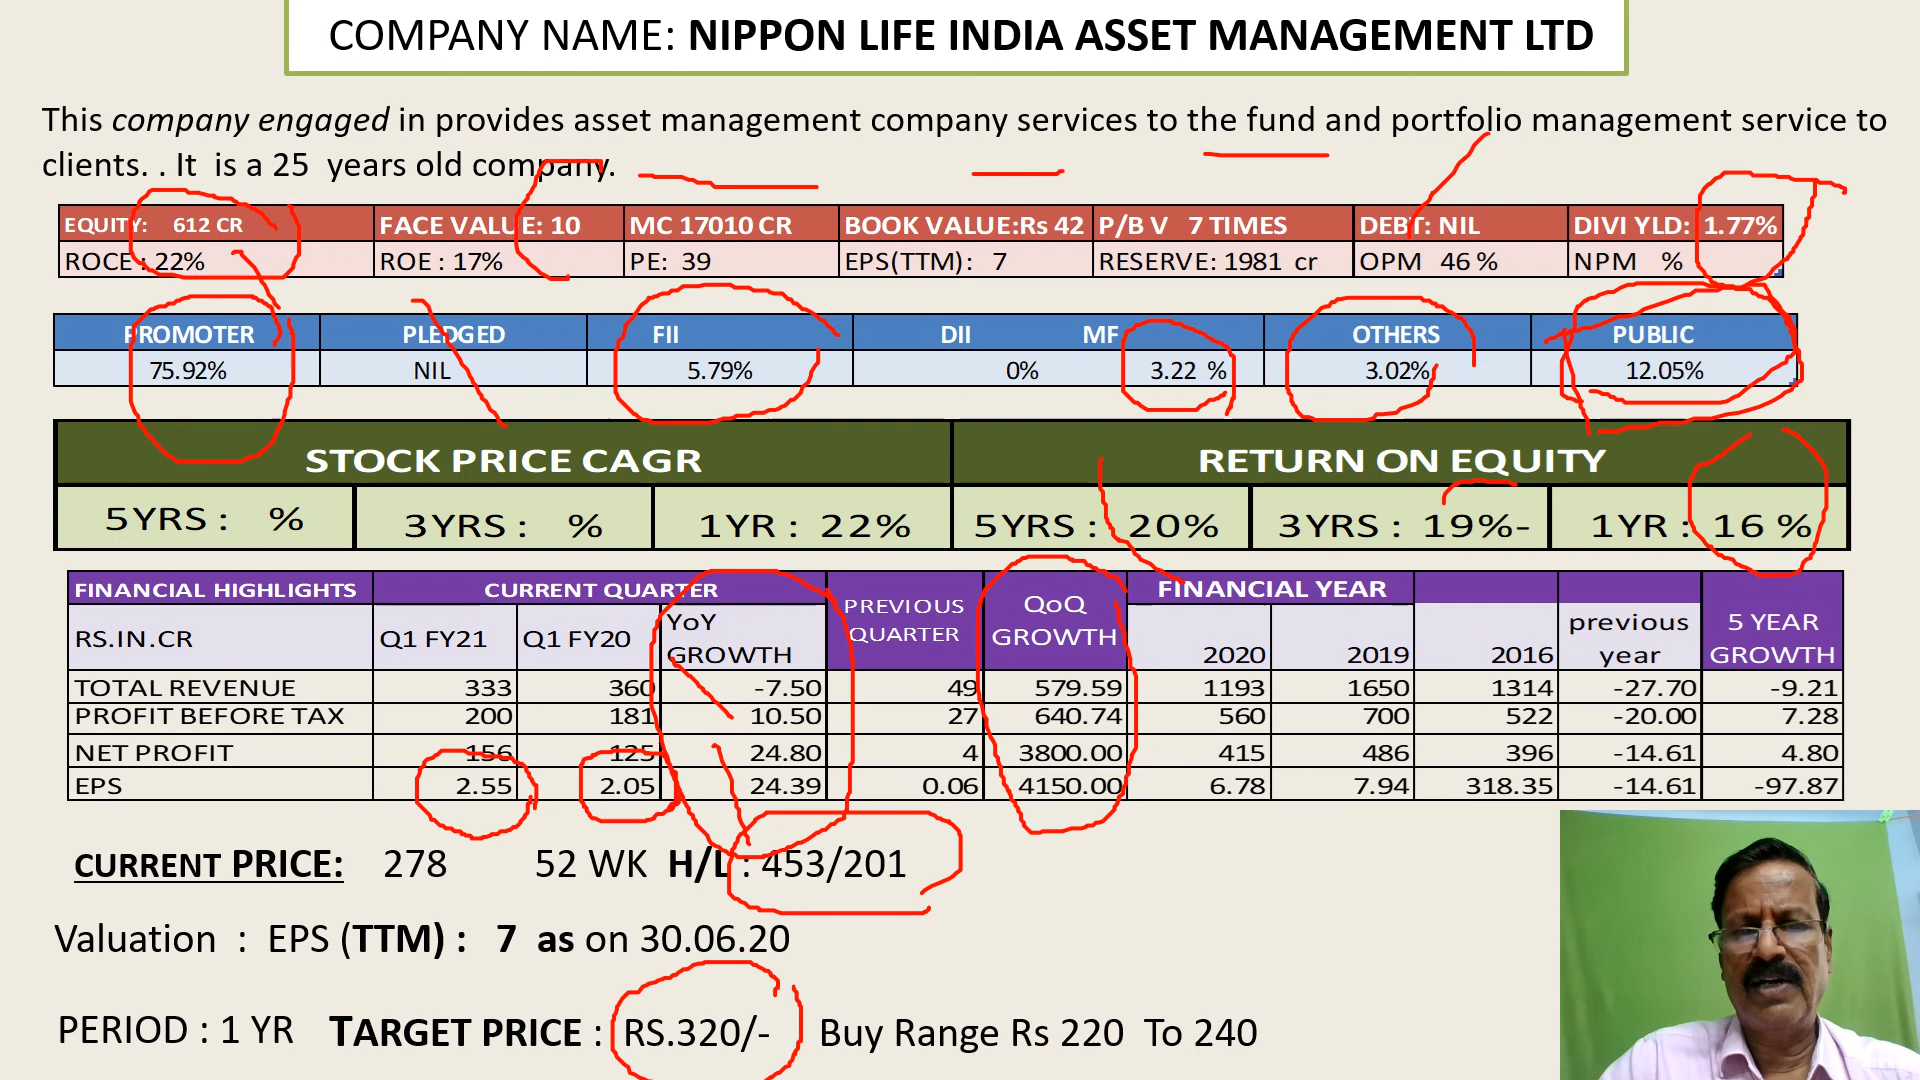 COMPANY NAME: NIPPON LIFE INDIA ASSET MANAGEMENT LTD
This company engaged in provides asset management company services to the fund and portfolio management service to
clients. . It is a 25 years old company.
EQUITY: 612 CR FACE VALUE: 10 MC 17010 CR BOOK VALUE:Rs 42 P/B V 7 TIMES DEBT: NIL DIVI YLD: 1.77%
ROCE : 22% ROE : 17% PE: 39 EPS(TTM): 7 RESERVE: 1981 cr OPM 46 % NPM %
PROMOTER PLEDGED FII DII MF OTHERS PUBLIC
75.92% NIL 5.79% 0% 3.22 % 3.02% 12.05%
STOCK PRICE CAGR RETURN ON EQUITY
5YRS : % 3YRS : % 1YR : 22% 5YRS : 20% 3YRS : 19%- 1YR : 16 %
FINANCIAL HIGHLIGHTS CURRENT QUARTER PREVIOUS QUARTER QoQ GROWTH FINANCIAL YEAR 5 YEAR GROWTH
RS.IN.CR Q1 FY21 Q1 FY20 YoY GROWTH 2020 2019 2016 previous year
TOTAL REVENUE 333 360 -7.50 49 579.59 1193 1650 1314 -27.70 -9.21
PROFIT BEFORE TAX 200 181 10.50 27 640.74 560 700 522 -20.00 7.28
NET PROFIT 156 125 24.80 4 3800.00 415 486 396 -14.61 4.80
EPS 2.55 2.05 24.39 0.06 4150.00 6.78 7.94 318.35 -14.61 -97.87
CURRENT PRICE: 278 52 WK H/L : 453/201
Valuation : EPS (TTM) : 7 as on 30.06.20
PERIOD : 1 YR TARGET PRICE : RS.320/- Buy Range Rs 220 To 240